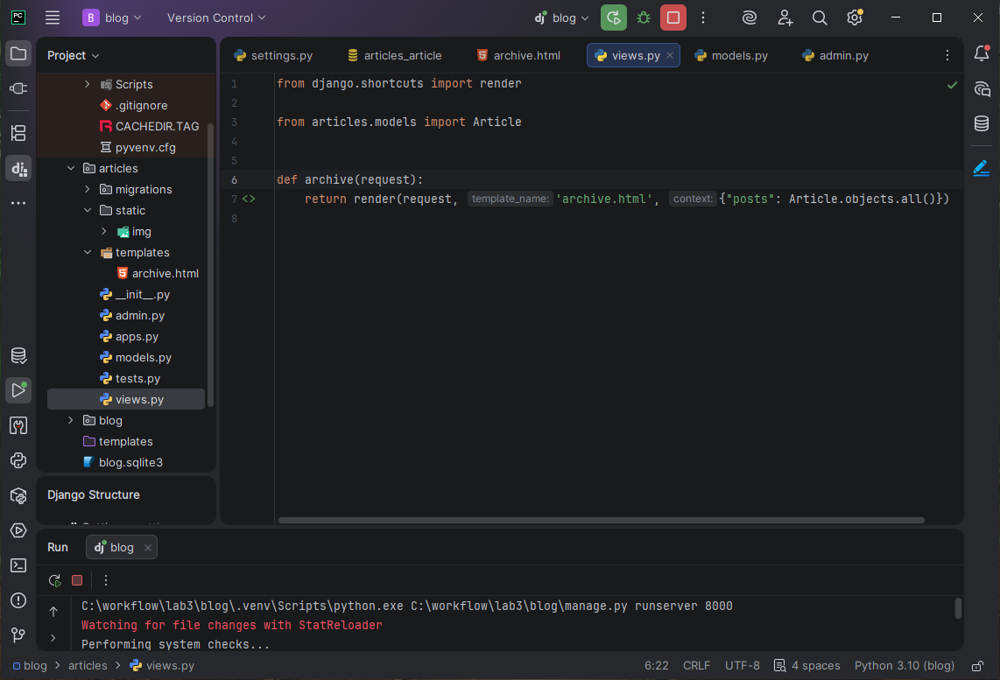 PC
B blog
Version Control
dj blog
Project
Scripts
.gitignore
CACHEDIR.TAG
pyvenv.cfg
articles
migrations
static
img
templates
archive.html
__init__.py
admin.py
apps.py
models.py
tests.py
views.py
blog
templates
blog.sqlite3
Django Structure
settings.py
articles_article
archive.html
views.py
models.py
admin.py
1 from django.shortcuts import render
2
3 from articles.models import Article
4
5
6 def archive(request):
7 return render(request, template_name: 'archive.html', context: {"posts": Article.objects.all()})
8
Run
dj blog
C:\workflow\lab3\blog\.venv\Scripts\python.exe C:\workflow\lab3\blog\manage.py runserver 8000
Watching for file changes with StatReloader
Performing system checks...
blog > articles > views.py
6:22
CRLF
UTF-8
4 spaces
Python 3.10 (blog)